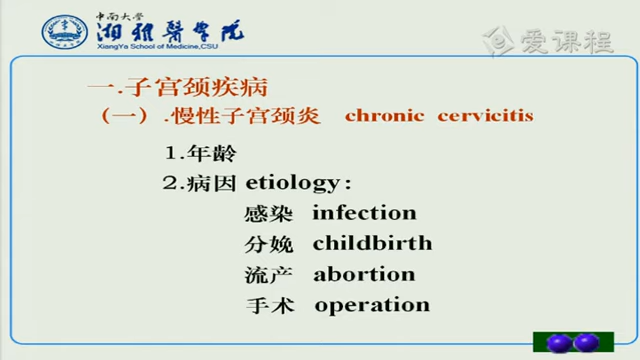 中南大学
湘雅醫学院
XiangYa School of Medicine,CSU
爱课程
一.子宫颈疾病
(一).慢性子宫颈炎 chronic cervicitis
1.年龄
2.病因 etiology:
感染 infection
分娩 childbirth
流产 abortion
手术 operation